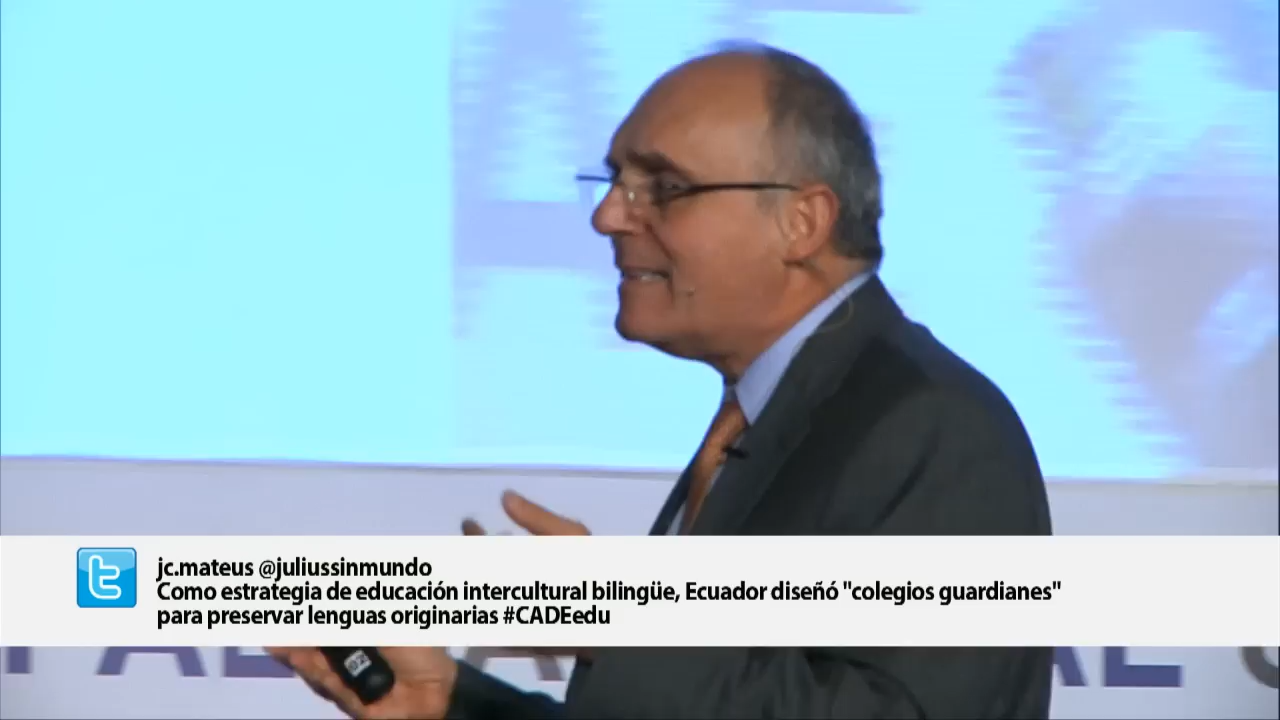 jc.mateus @juliussinmundo
Como estrategia de educación intercultural bilingüe, Ecuador diseñó "colegios guardianes"
para preservar lenguas originarias #CADEedu